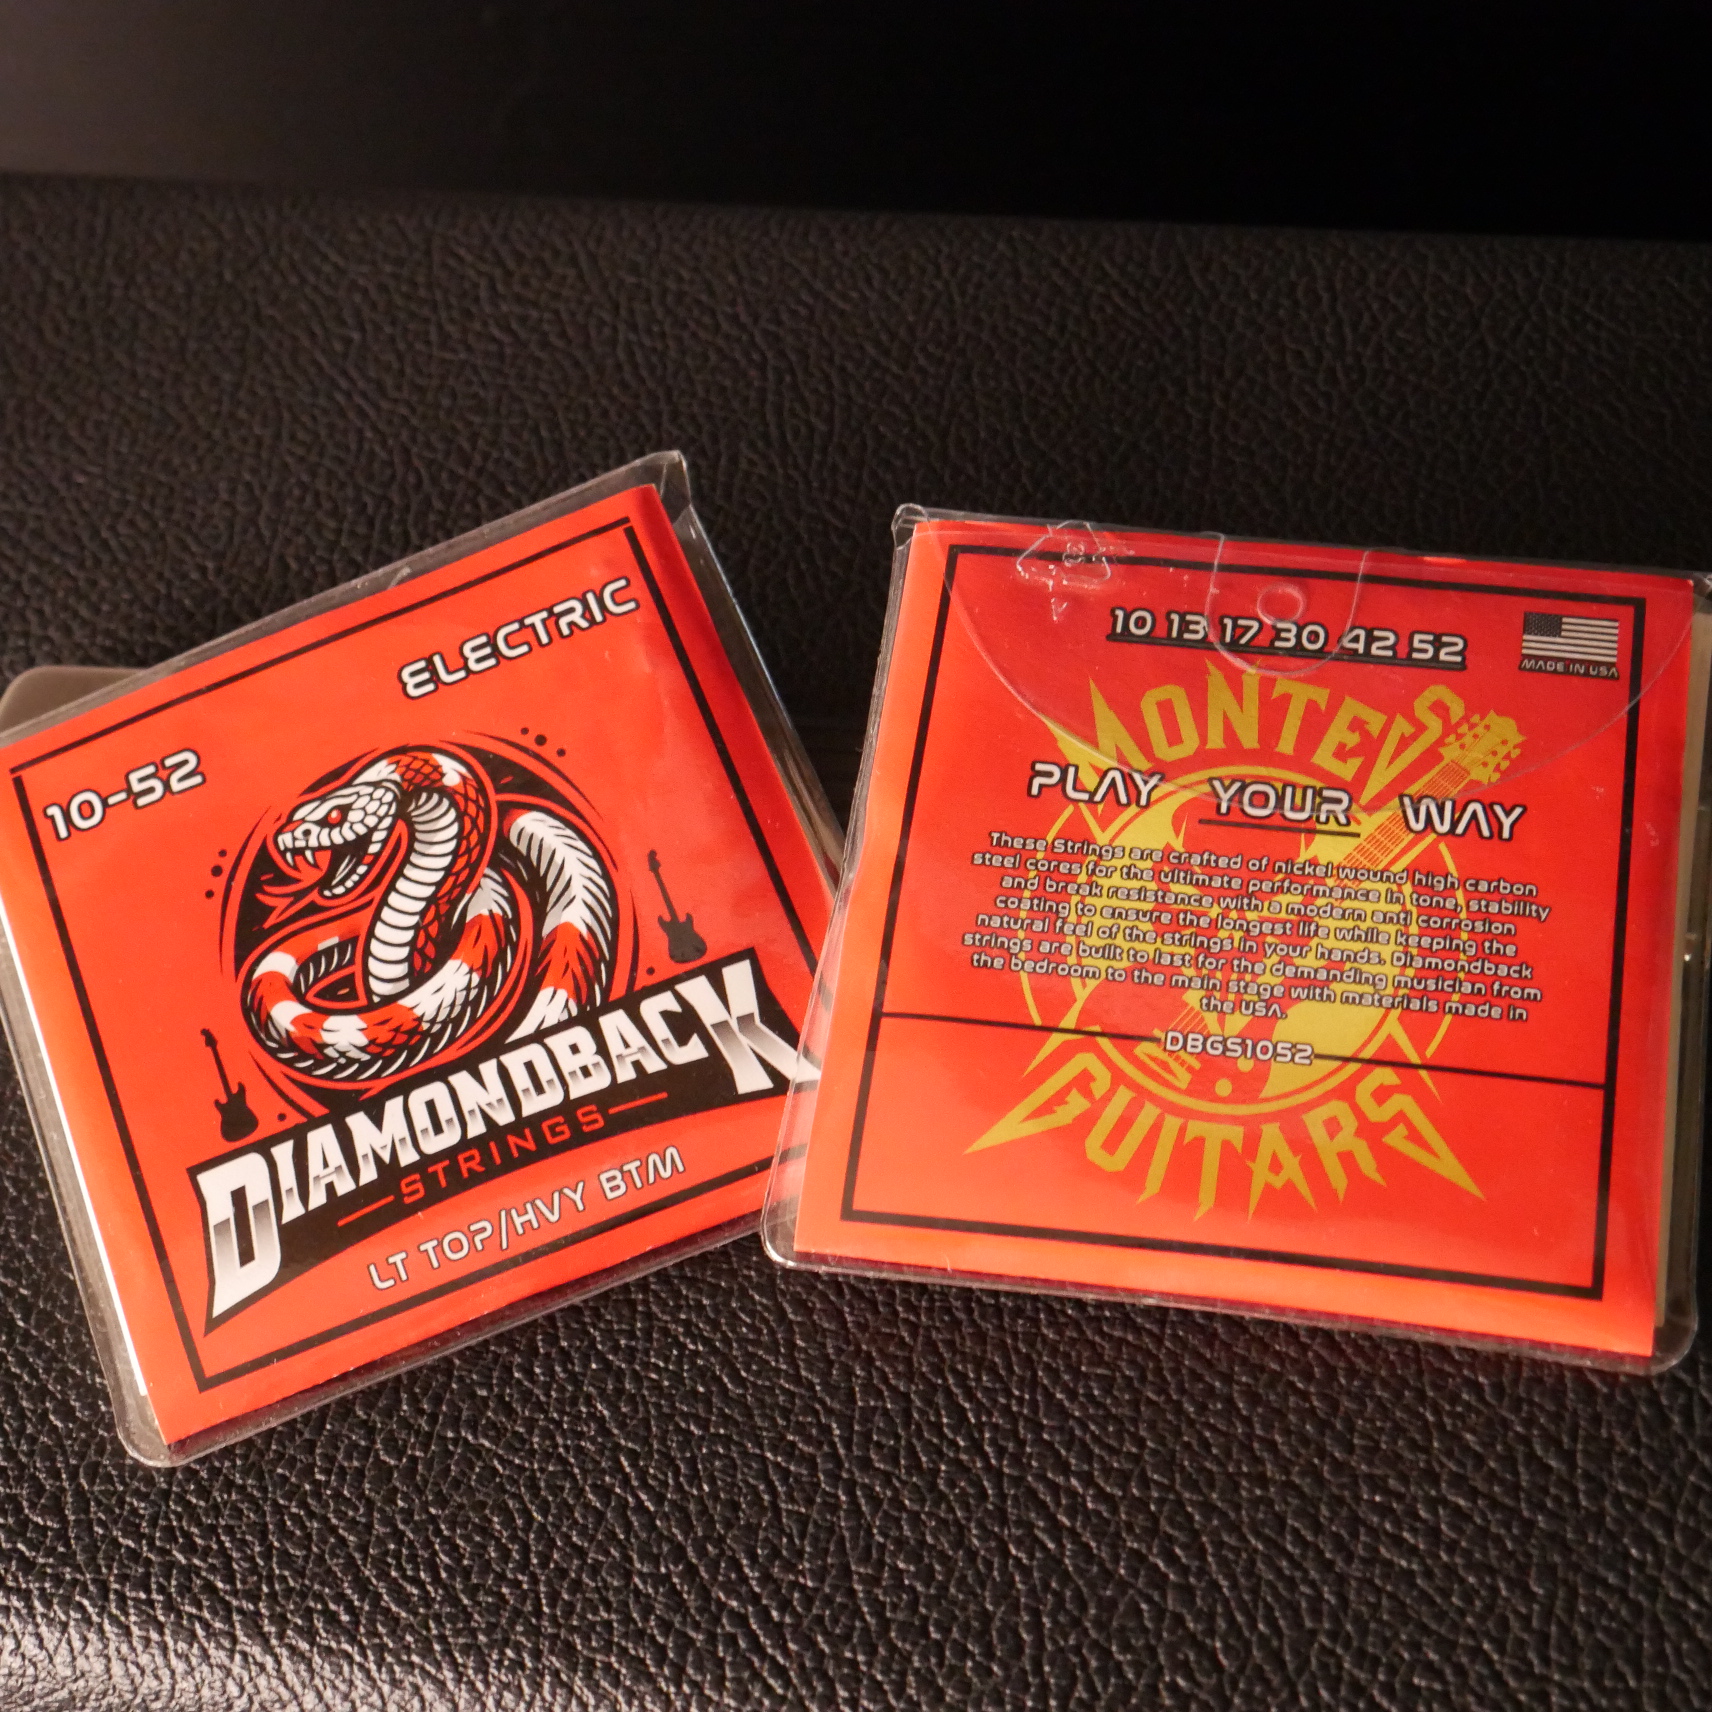 ELECTRIC
10-52
DIAMONDBACK
STRINGS
LT TOP/HVY BTM
10 13 17 30 42 52
MADE IN USA
MONTES
PLAY YOUR WAY
These Strings are crafted of nickel wound high carbon
steel cores for the ultimate performance in tone, stability
and break resistance with a modern anti corrosion
coating to ensure the longest life while keeping the
natural feel of the strings in your hands. Diamondback
strings are built to last for the demanding musician from
the bedroom to the main stage with materials made in
the USA.
DBGS1052
GUITARS